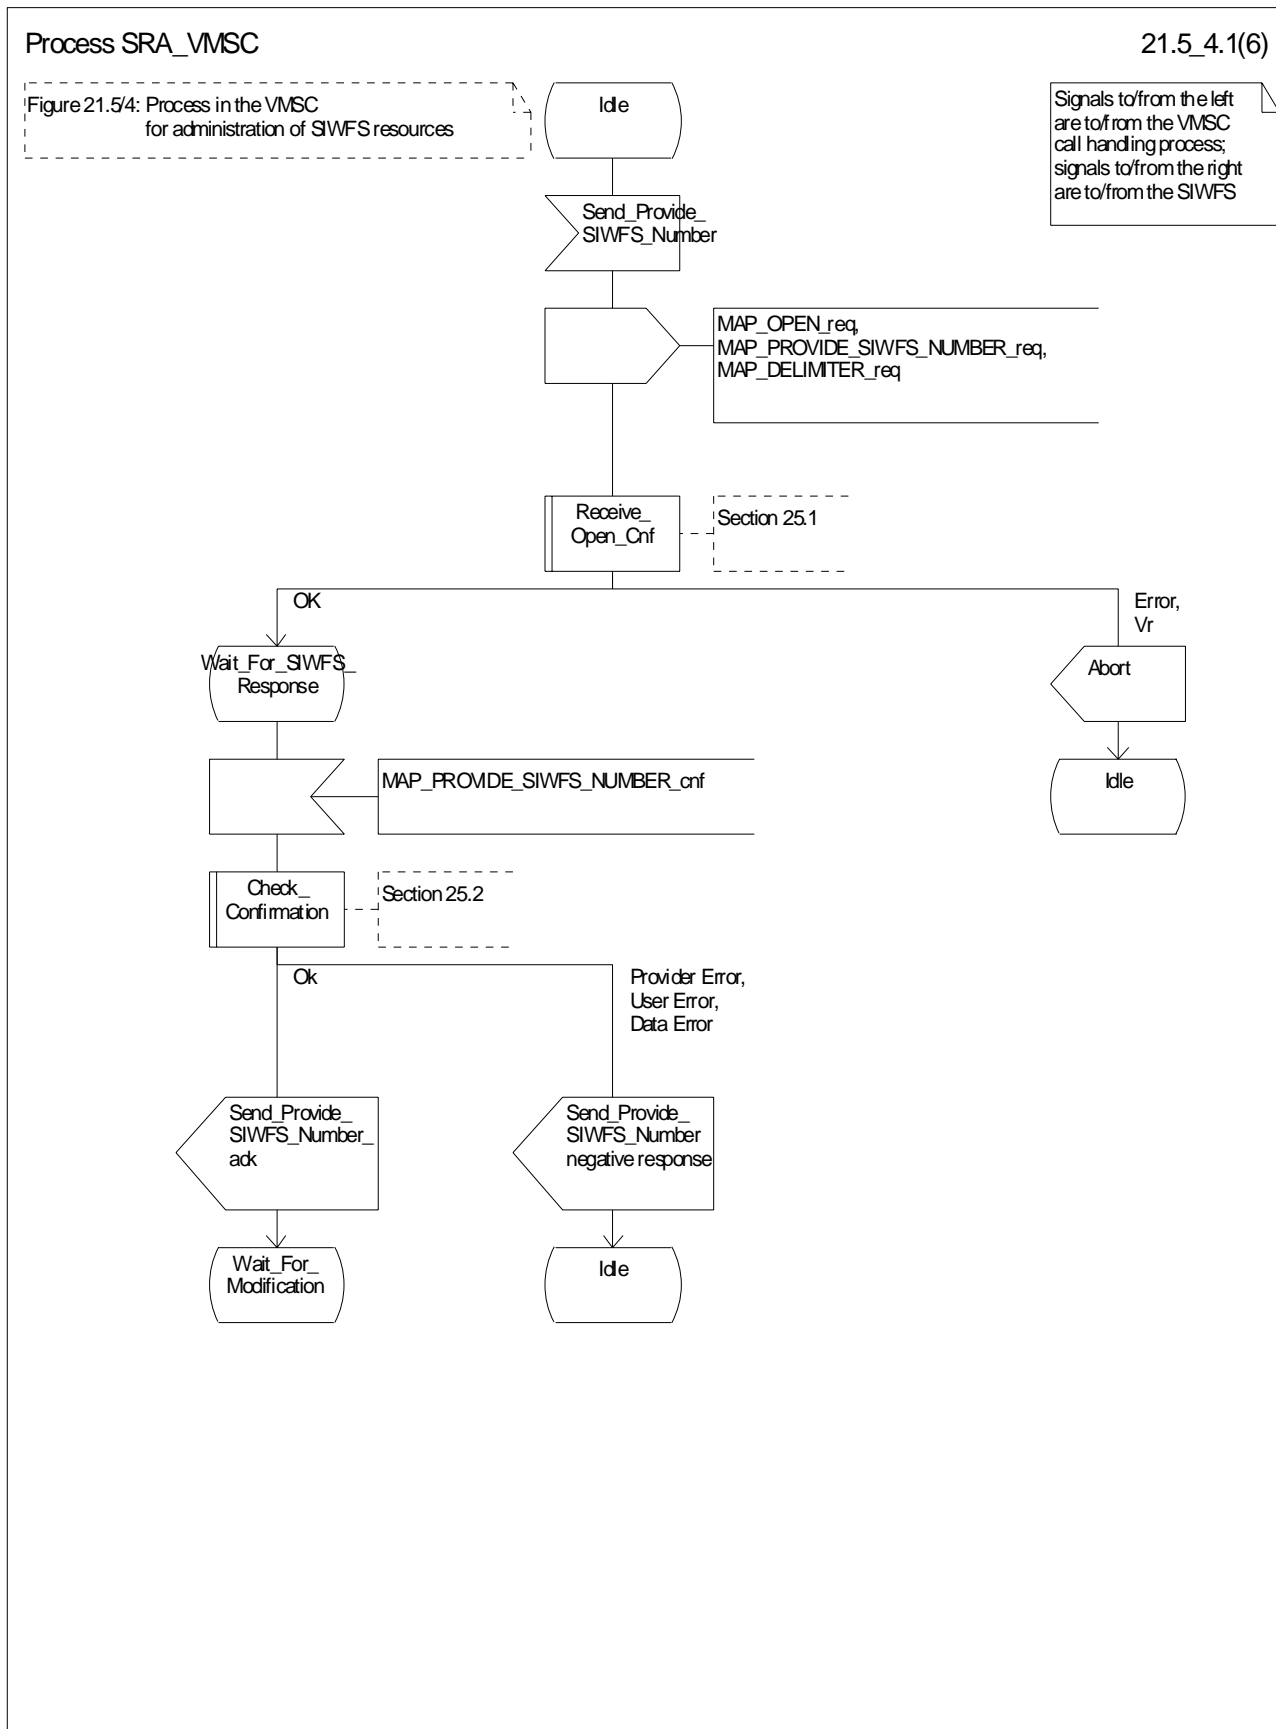 Process SRA_VMSC
21.5_4.1(6)
Figure 21.5/4: Process in the VMSC
for administration of SIWFS resources
Idle
Signals to/from the left
are to/from the VMSC
call handling process;
signals to/from the right
are to/from the SIWFS
Send_Provide_
SIWFS_Number
MAP_OPEN_req,
MAP_PROVIDE_SIWFS_NUMBER_req,
MAP_DELIMITER_req
Receive_
Open_Cnf
Section 25.1
OK
Error,
Vr
Wait_For_SIWFS_
Response
Abort
MAP_PROVIDE_SIWFS_NUMBER_cnf
Idle
Check_
Confirmation
Section 25.2
Ok
Provider Error,
User Error,
Data Error
Send_Provide_
SIWFS_Number_
ack
Send_Provide_
SIWFS_Number
negative response
Wait_For_
Modification
Idle